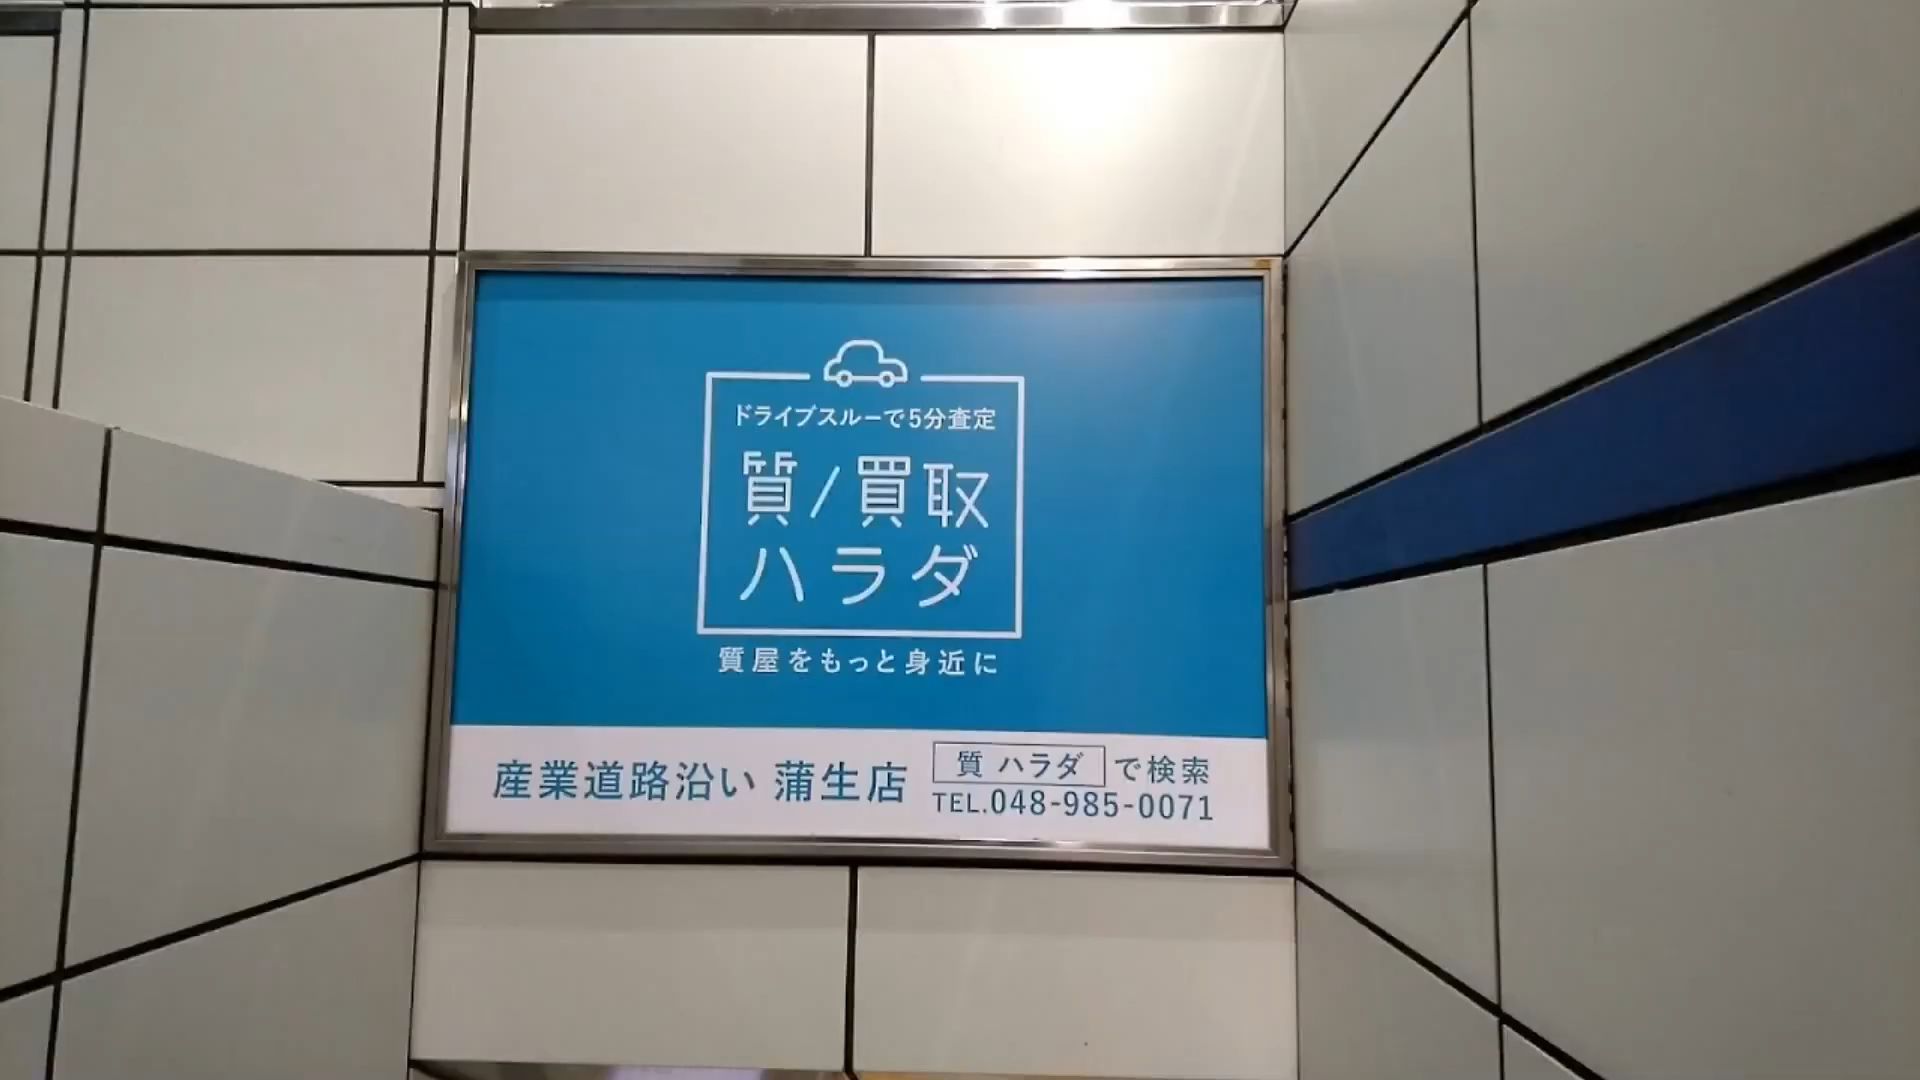 ドライブスルーで5分査定
質/買取
ハラダ
質屋をもっと身近に
産業道路沿い 蒲生店
質 ハラダ で検索
TEL.048-985-0071